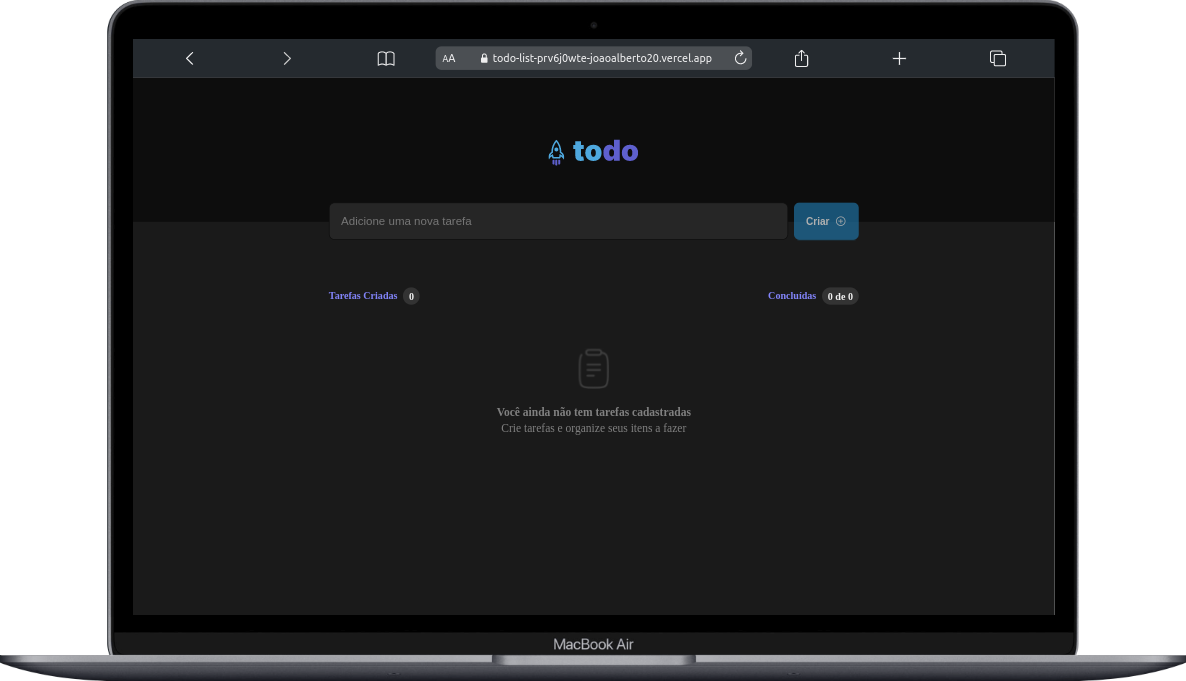 AA todo-list-prv6j0wte-joaoalberto20.vercel.app
todo
Adicione uma nova tarefa
Criar
Tarefas Criadas 0
Concluídas 0 de 0
Você ainda não tem tarefas cadastradas
Crie tarefas e organize seus itens a fazer
MacBook Air